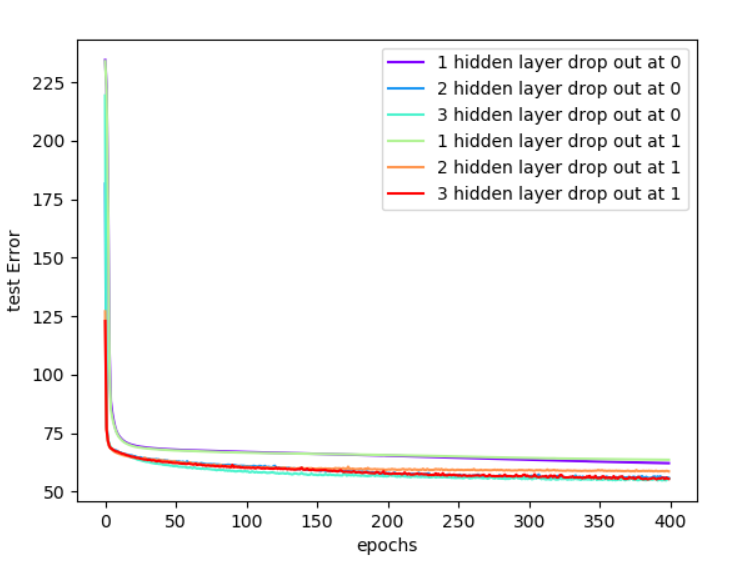 1 hidden layer drop out at 0
2 hidden layer drop out at 0
3 hidden layer drop out at 0
1 hidden layer drop out at 1
2 hidden layer drop out at 1
3 hidden layer drop out at 1
225
200
175
150
125
100
75
50
test Error
0 50 100 150 200 250 300 350 400
epochs